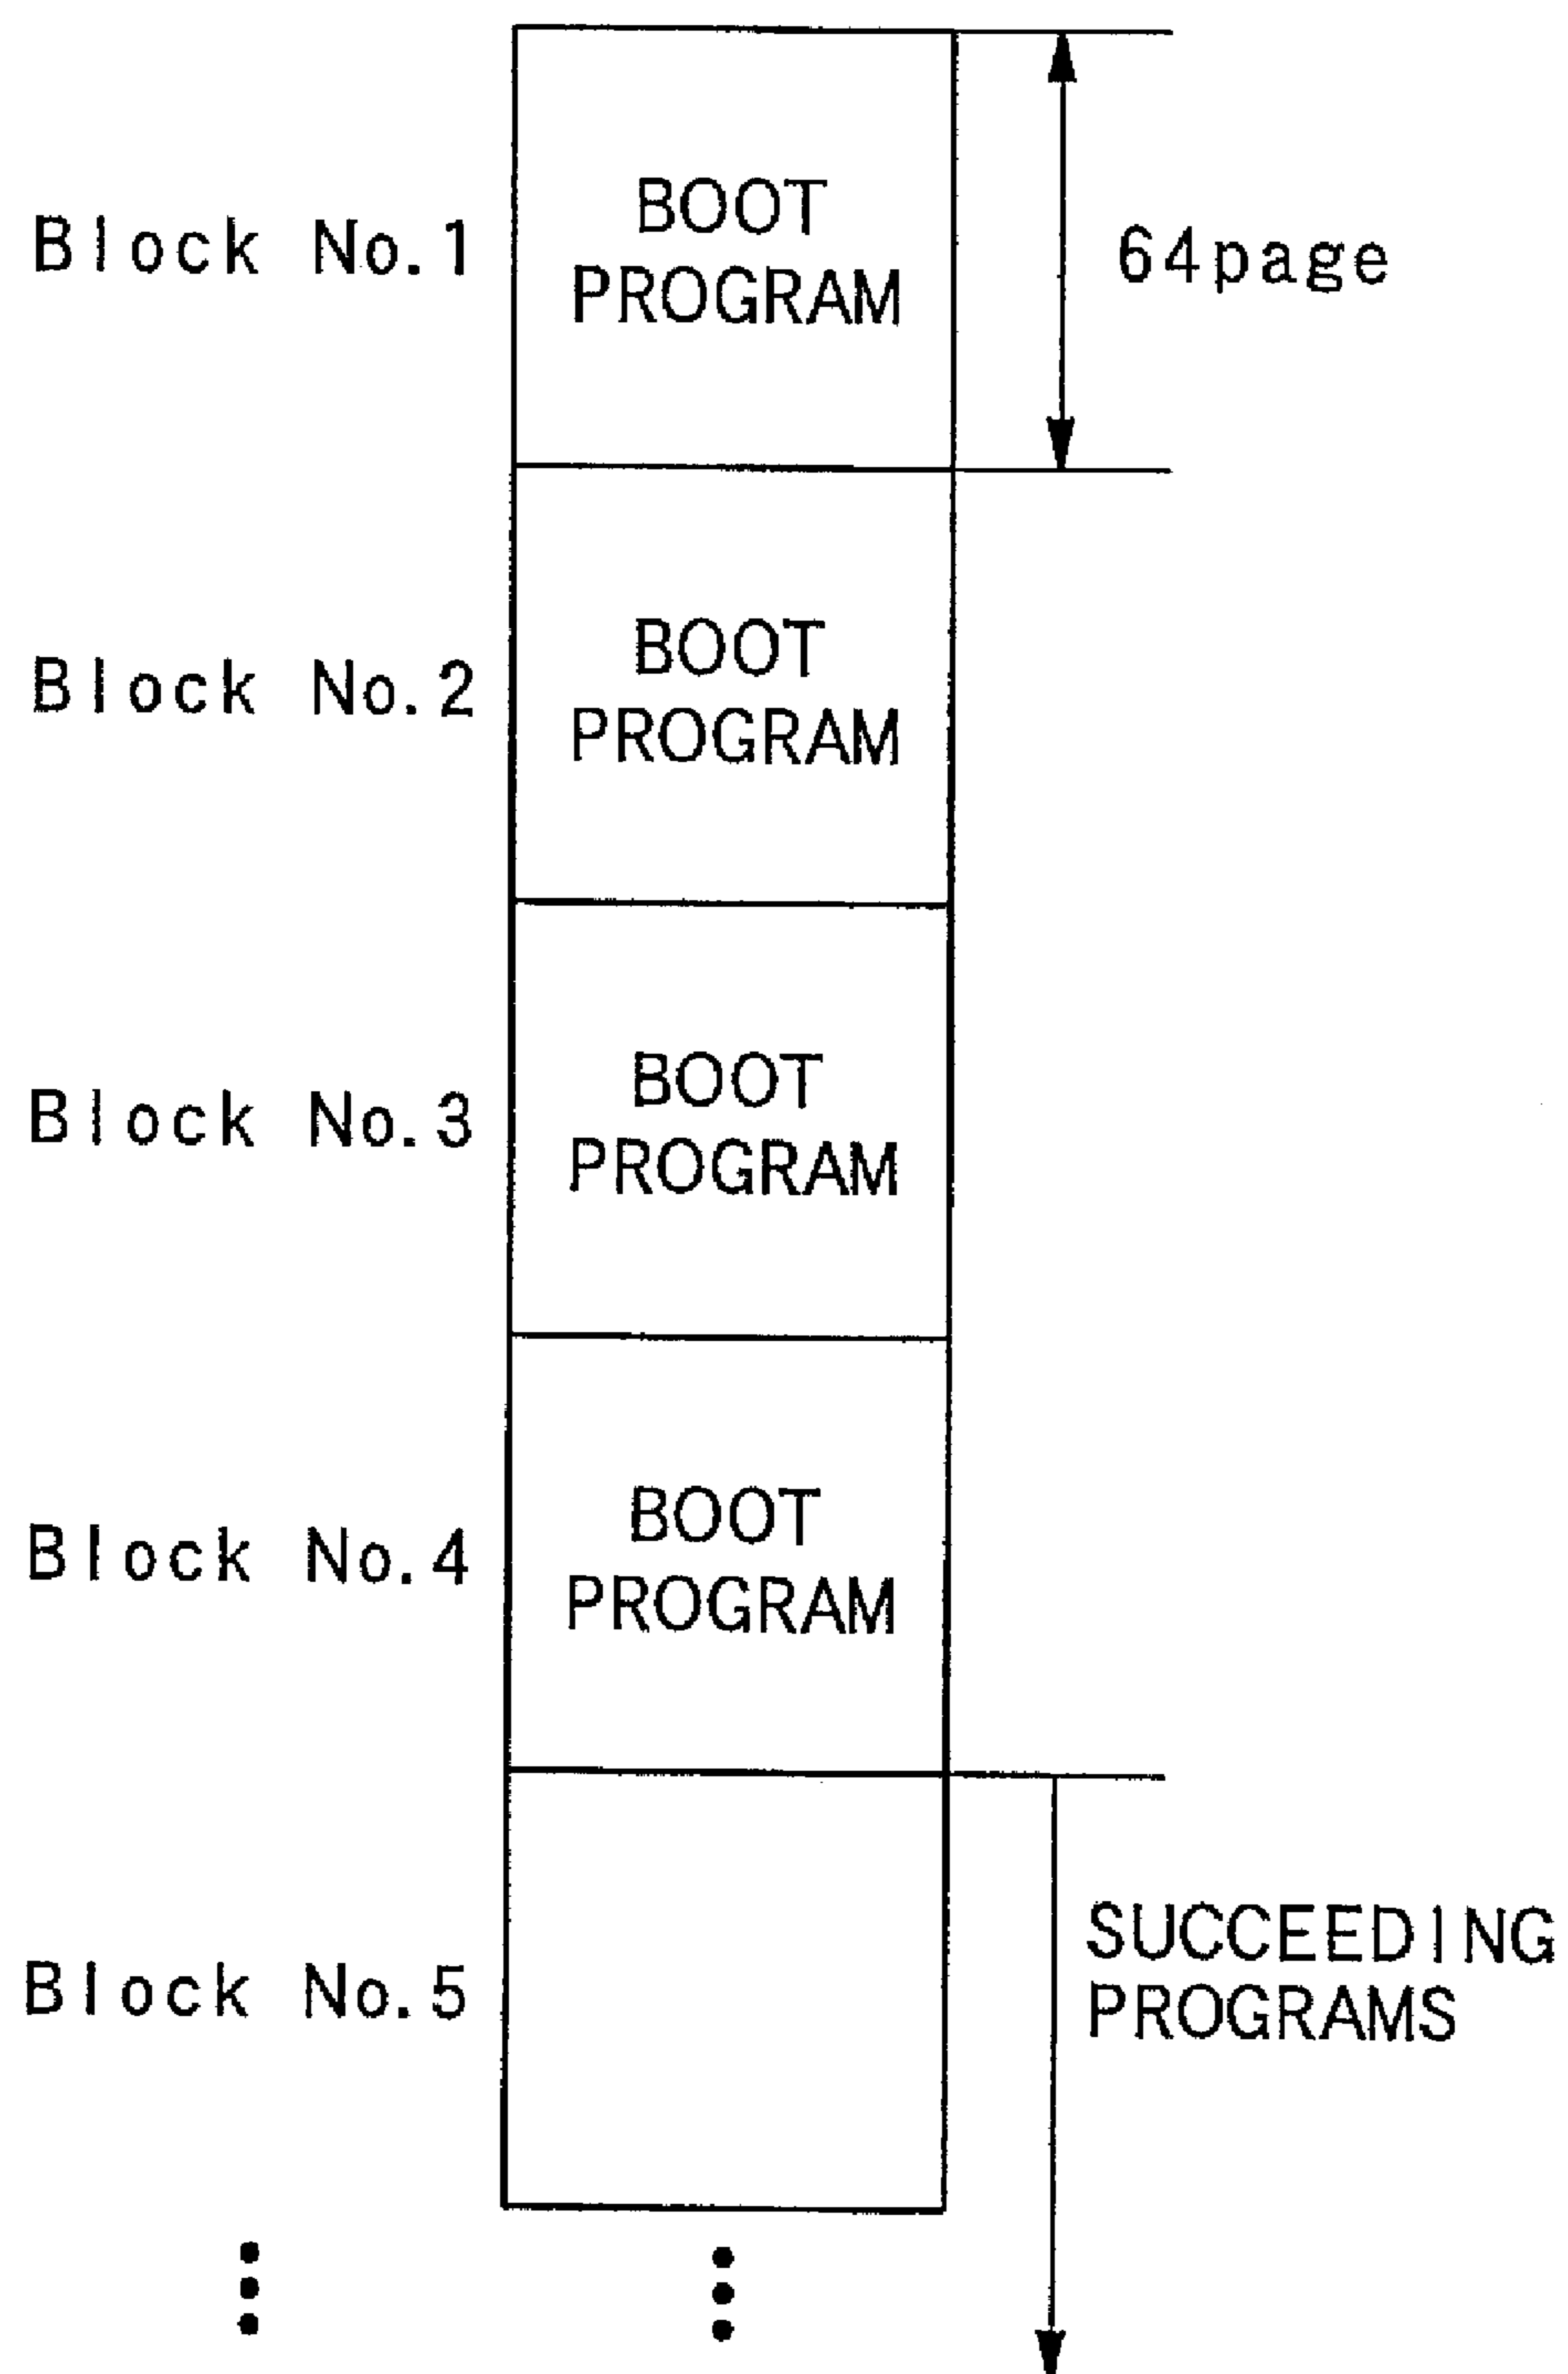 BOOT
PROGRAM
Block No.1
64page
BOOT
PROGRAM
Block No.2
BOOT
PROGRAM
Block No.3
BOOT
PROGRAM
Block No.4
SUCCEEDING
PROGRAMS
Block No.5